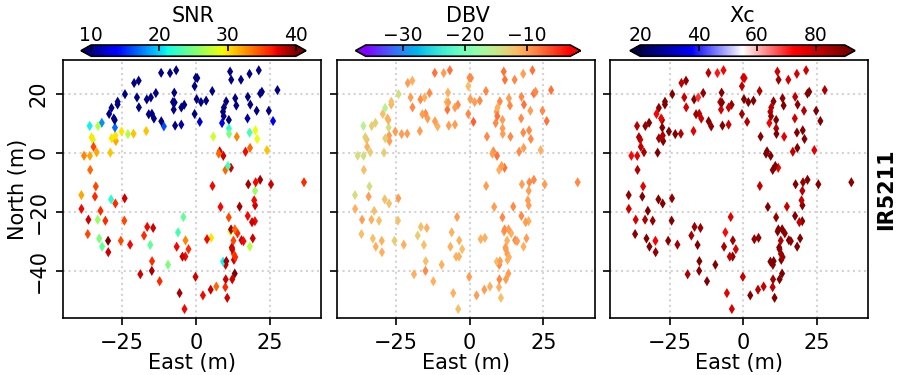 SNR DBV Xc
10 20 30 40 −30 −20 −10 20 40 60 80
20
0
−20
−40
North (m)
−25 0 25 −25 0 25 −25 0 25
East (m) East (m) East (m)
IR5211